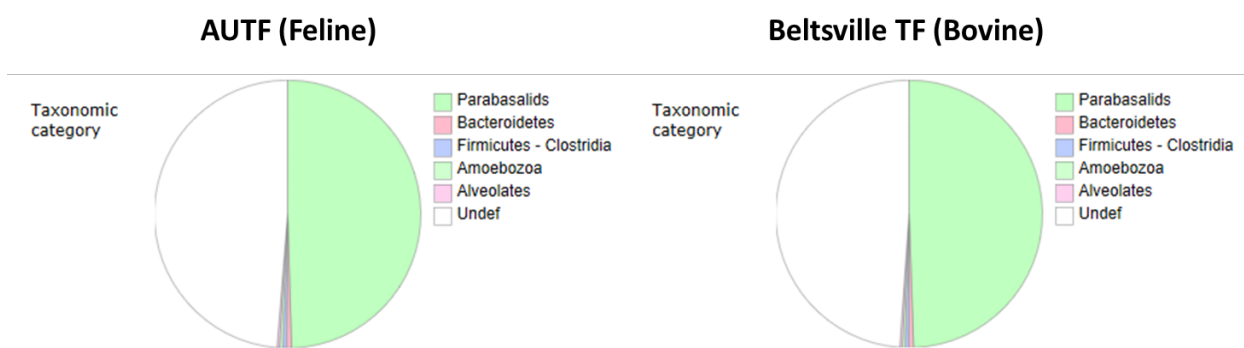 AUTF (Feline)
Taxonomic
category
Parabasalids
Bacteroidetes
Firmicutes - Clostridia
Amoebozoa
Alveolates
Undef
Beltsville TF (Bovine)
Taxonomic
category
Parabasalids
Bacteroidetes
Firmicutes - Clostridia
Amoebozoa
Alveolates
Undef